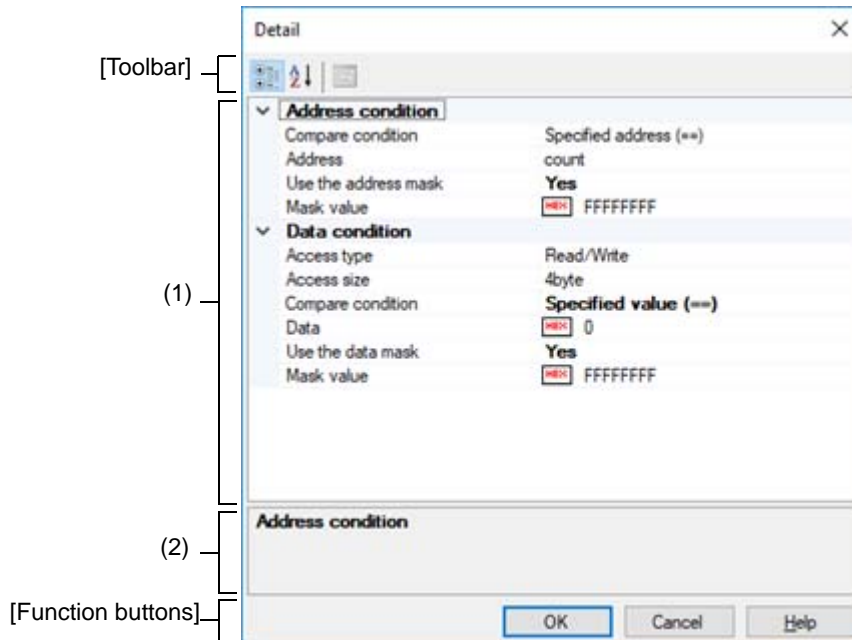 Detail
[Toolbar]
Address condition
Compare condition Specified address (==)
Address count
Use the address mask Yes
Mask value HEX FFFFFFFF
Data condition
Access type Read/Write
Access size 4byte
(1)
Compare condition Specified value (==)
Data HEX 0
Use the data mask Yes
Mask value HEX FFFFFFFF
Address condition
(2)
[Function buttons]
OK Cancel Help